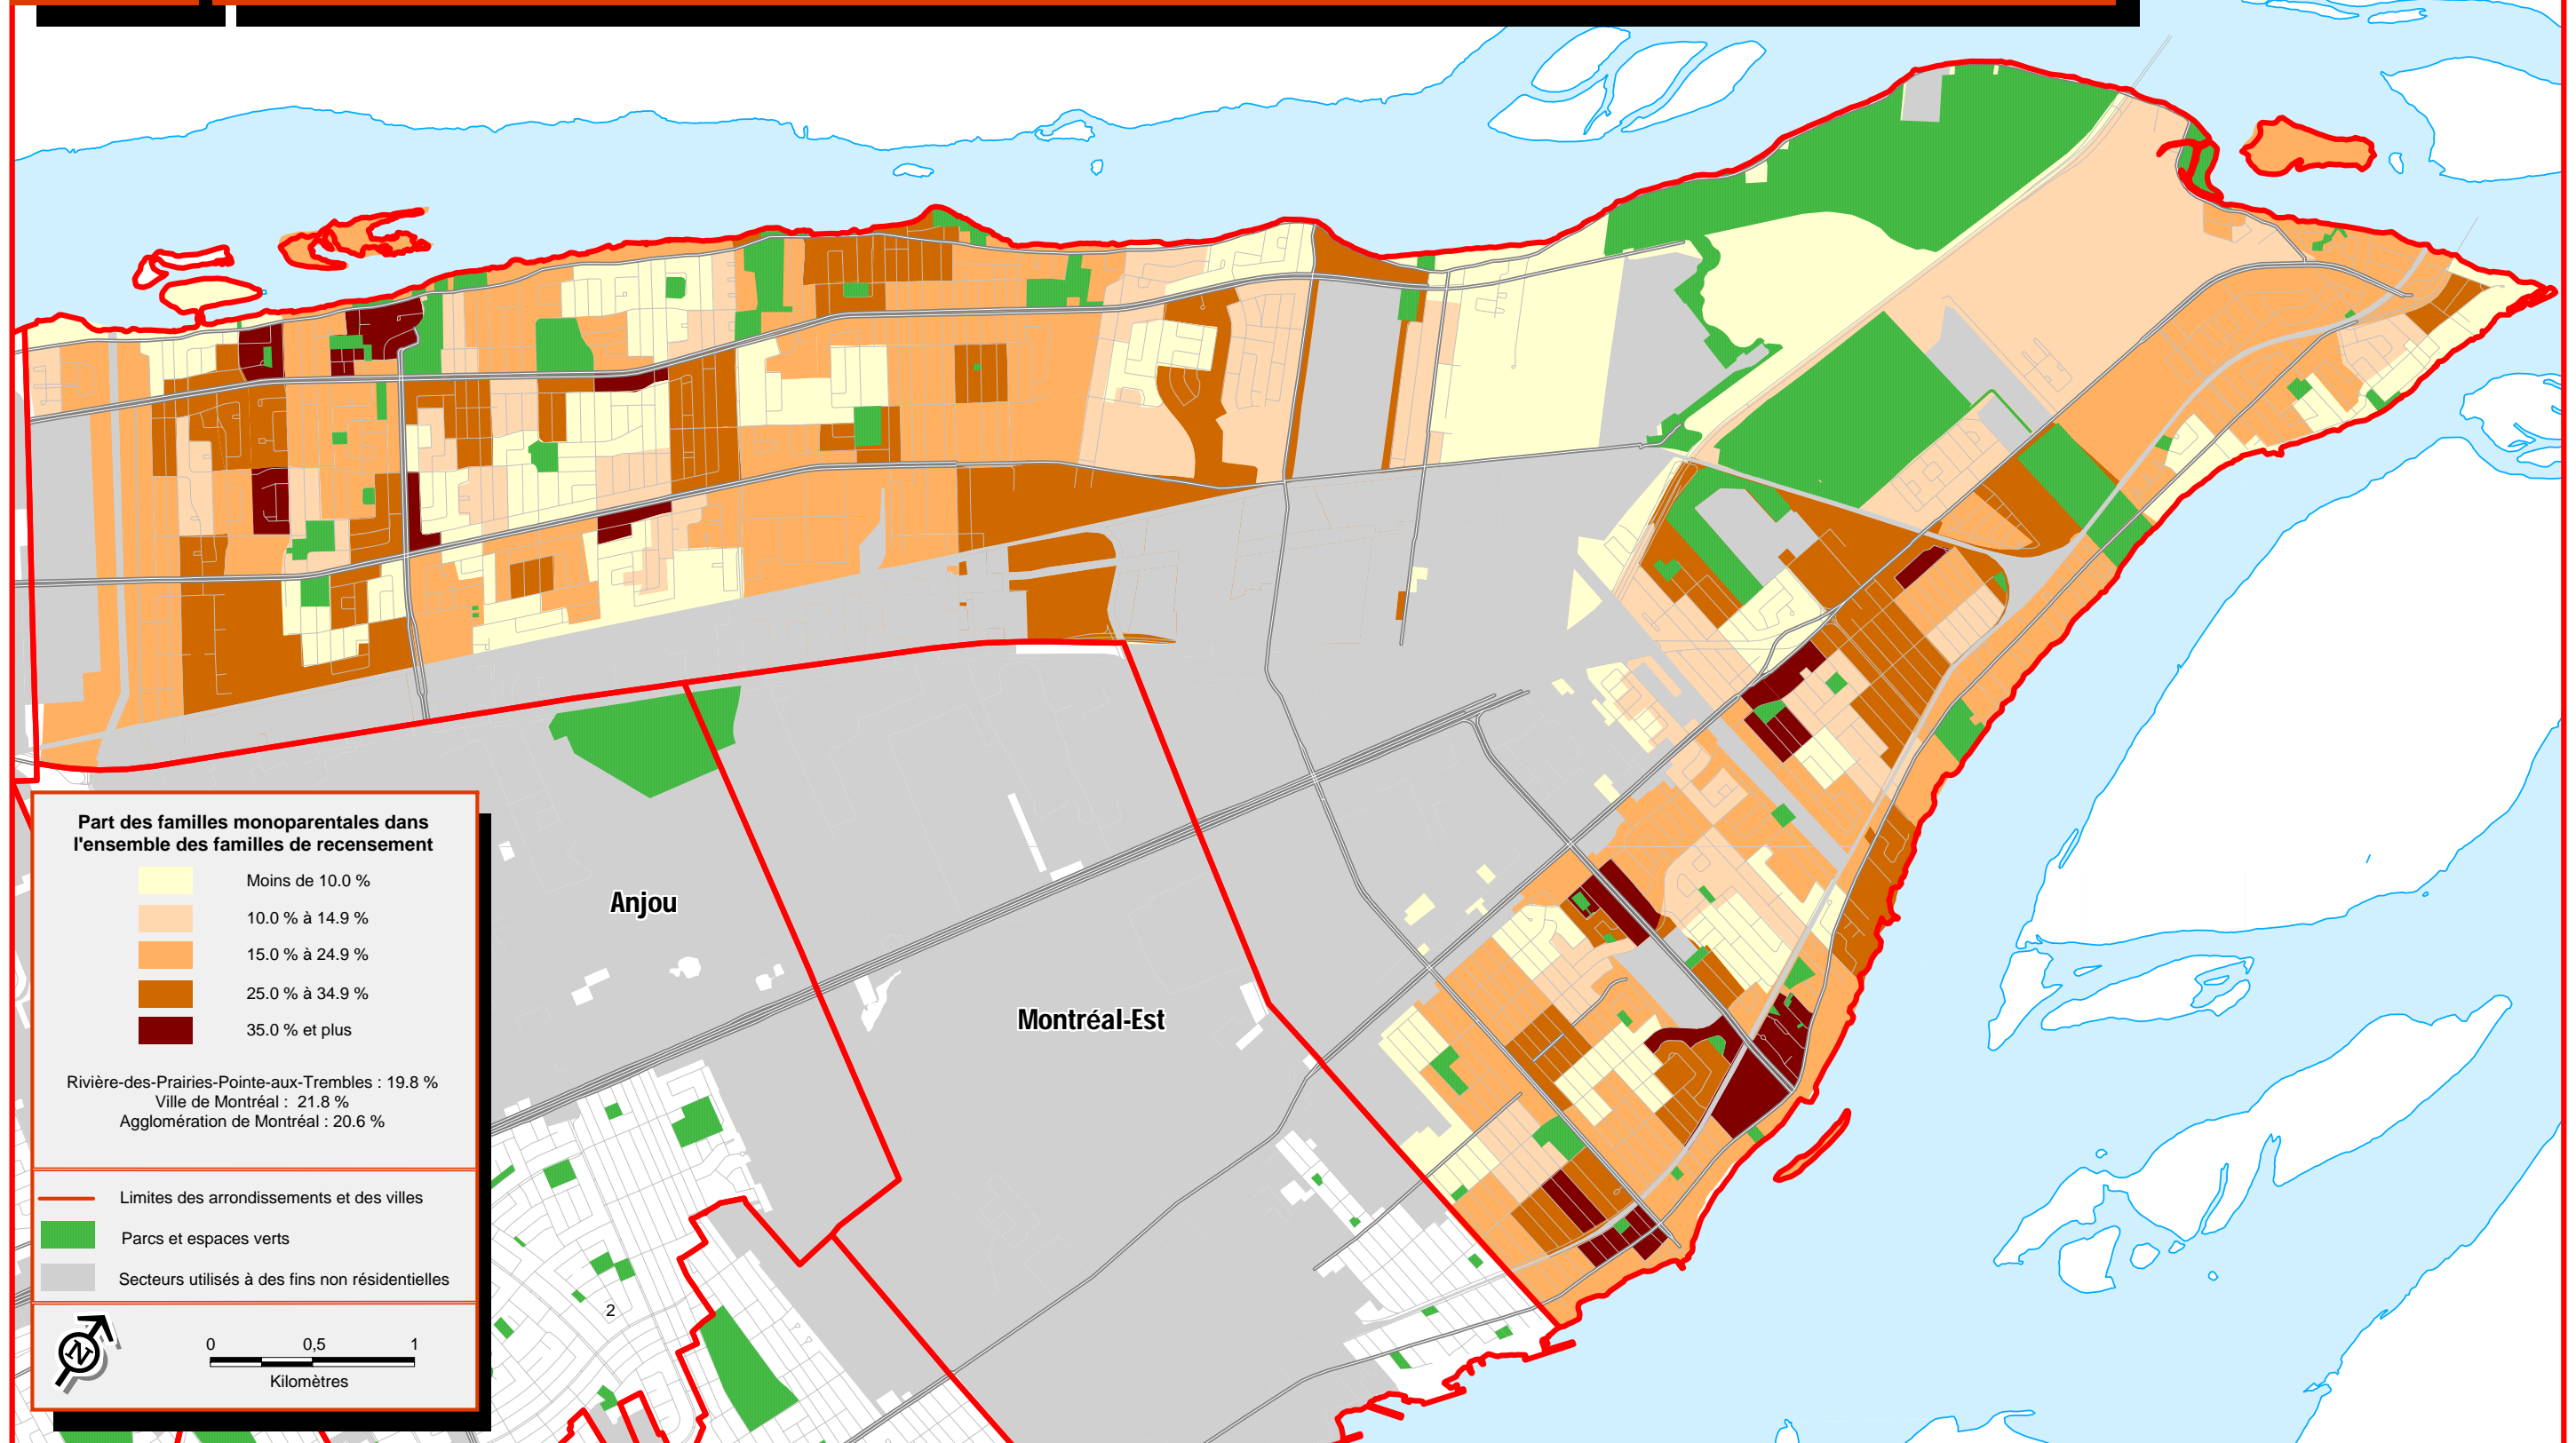 Anjou
Montréal-Est
Part des familles monoparentales dans
l'ensemble des familles de recensement
Moins de 10.0 %
10.0 % à 14.9 %
15.0 % à 24.9 %
25.0 % à 34.9 %
35.0 % et plus
Rivière-des-Prairies-Pointe-aux-Trembles : 19.8 %
Ville de Montréal : 21.8 %
Agglomération de Montréal : 20.6 %
Limites des arrondissements et des villes
Parcs et espaces verts
Secteurs utilisés à des fins non résidentielles
N
0 0,5 1
Kilomètres
2